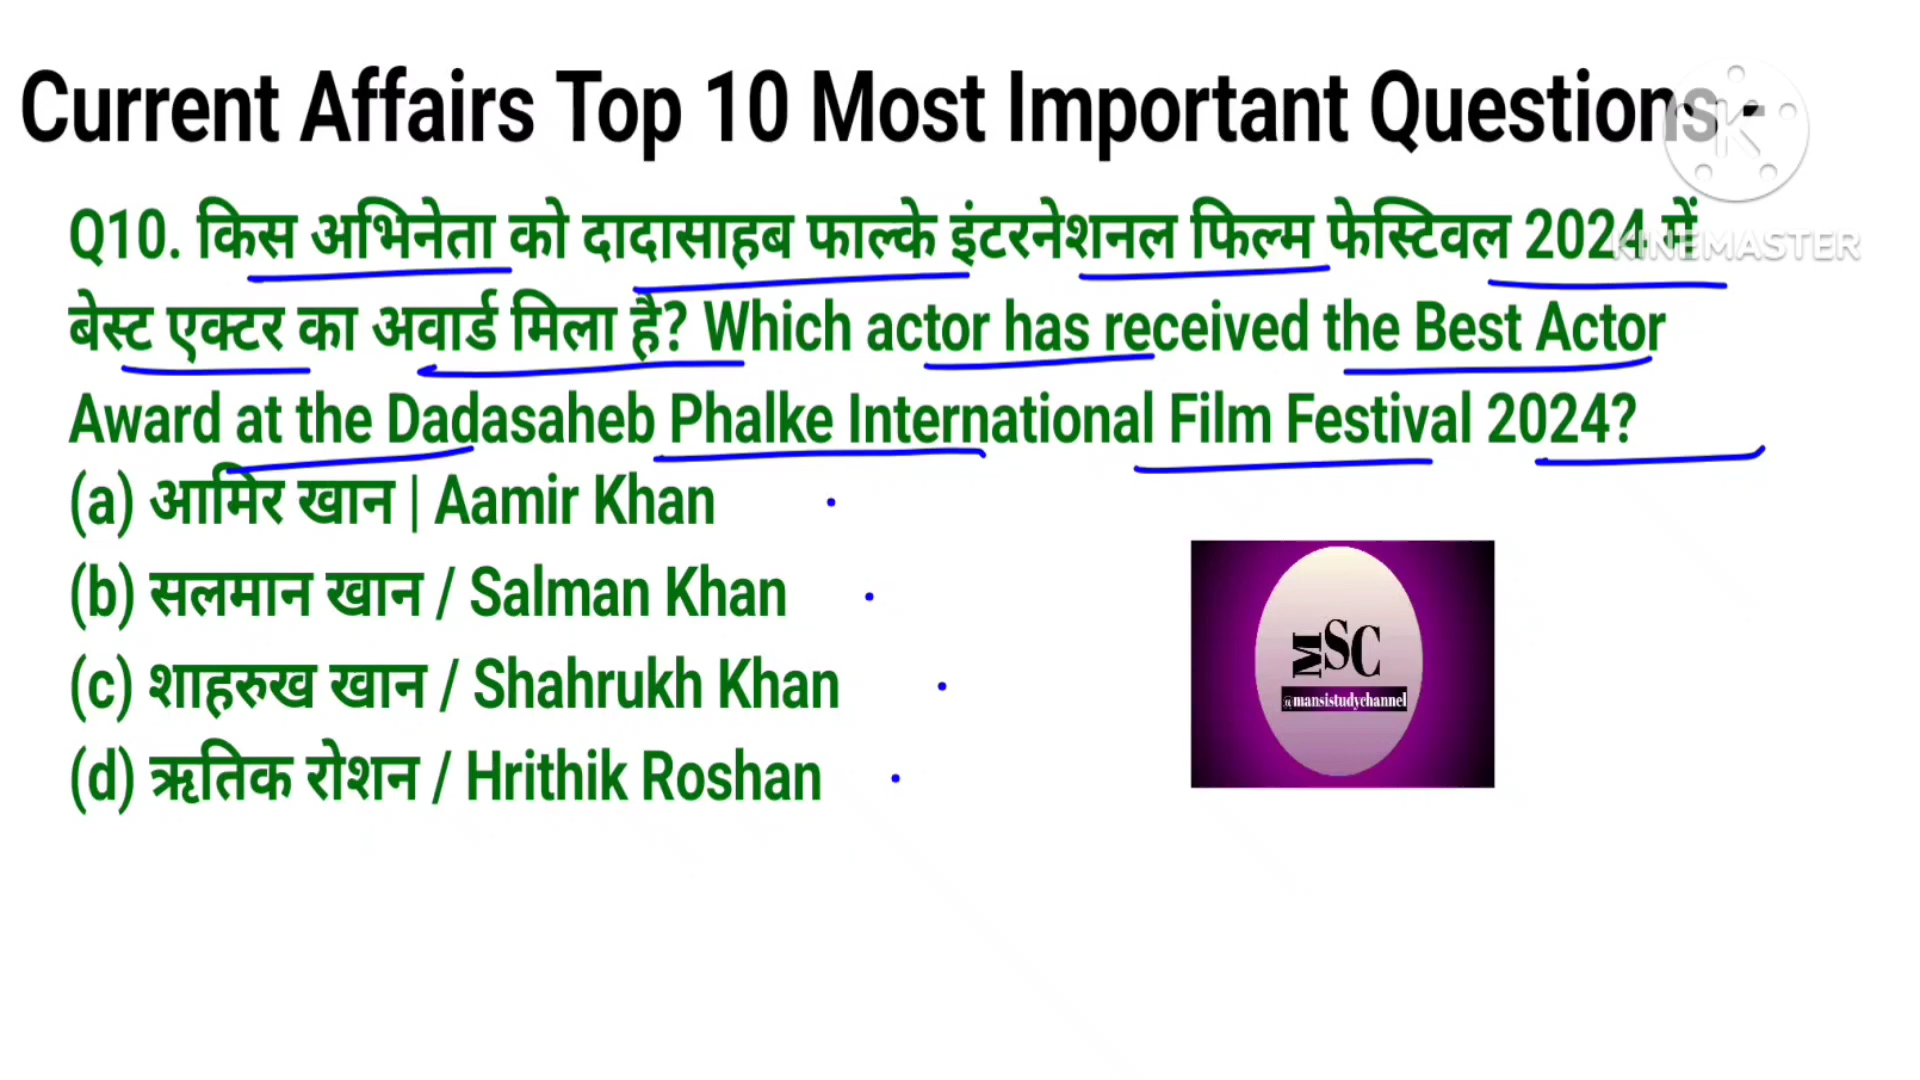 Current Affairs Top 10 Most Important Questions -
Q10. किस अभिनेता को दादासाहब फाल्के इंटरनेशनल फिल्म फेस्टिवल 2024 में
बेस्ट एक्टर का अवार्ड मिला है? Which actor has received the Best Actor
Award at the Dadasaheb Phalke International Film Festival 2024?
(a) आमिर खान | Aamir Khan
(b) सलमान खान / Salman Khan
(c) शाहरुख खान / Shahrukh Khan
(d) ऋतिक रोशन / Hrithik Roshan
K
KINEMASTER
MSC
@mansistudychannel